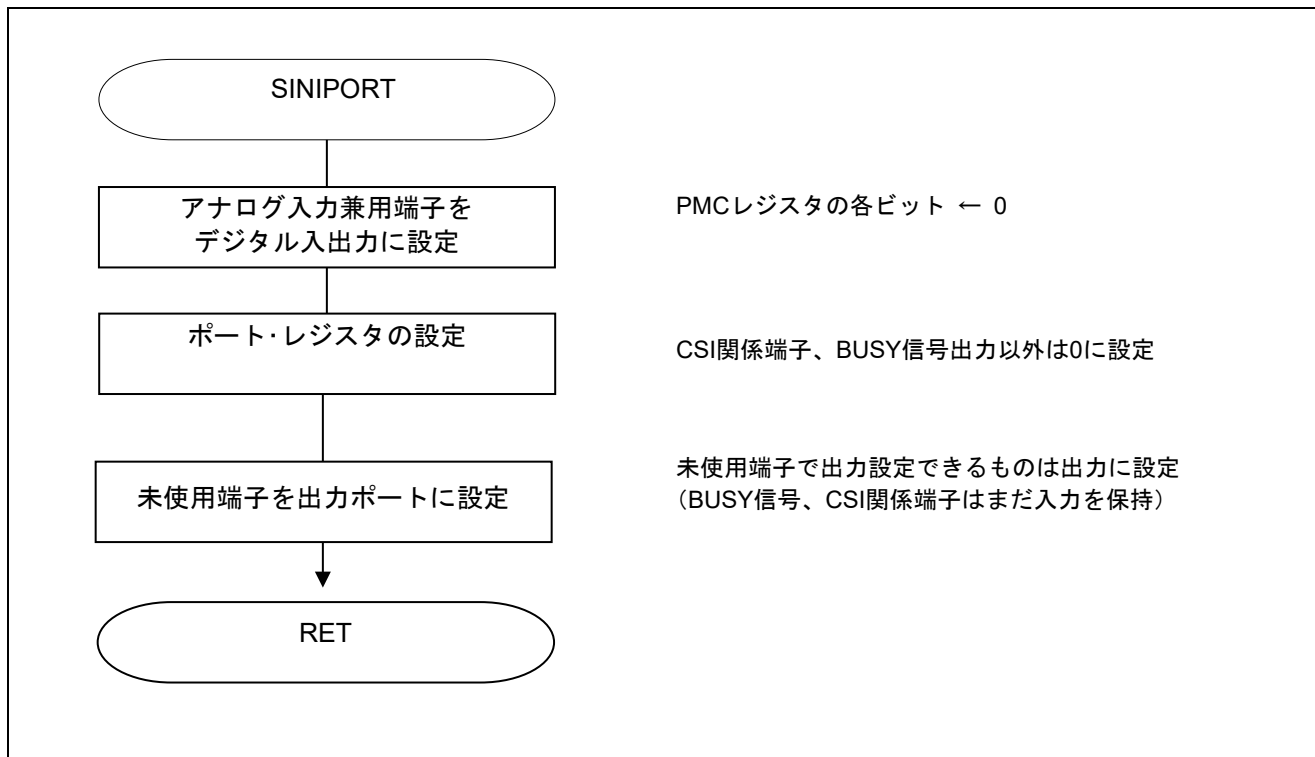 SINIPORT
アナログ入力兼用端子を
デジタル入出力に設定
PMCレジスタの各ビット ← 0
ポート・レジスタの設定
CSI関係端子、BUSY信号出力以外は0に設定
未使用端子を出力ポートに設定
未使用端子で出力設定できるものは出力に設定
（BUSY信号、CSI関係端子はまだ入力を保持）
RET